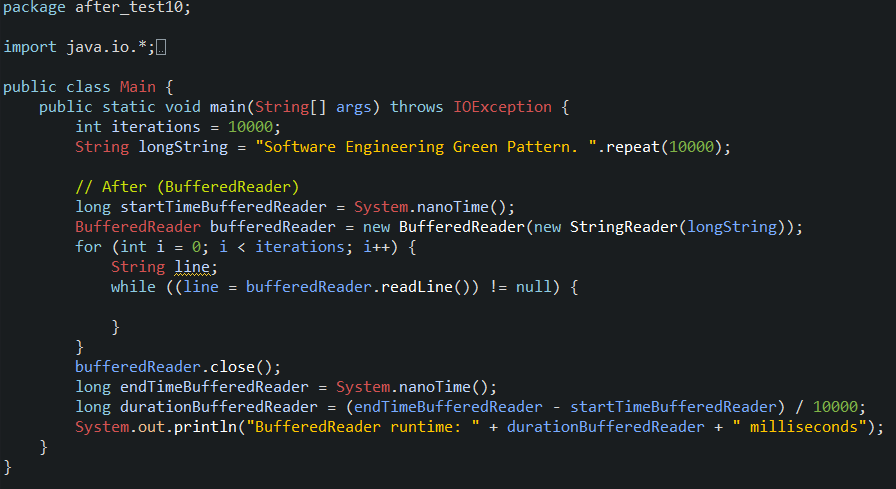 package after_test10;
import java.io.*;
public class Main {
public static void main(String[] args) throws IOException {
int iterations = 10000;
String longString = "Software Engineering Green Pattern. ".repeat(10000);
// After (BufferedReader)
long startTimeBufferedReader = System.nanoTime();
BufferedReader bufferedReader = new BufferedReader(new StringReader(longString));
for (int i = 0; i < iterations; i++) {
String line;
while ((line = bufferedReader.readLine()) != null) {
}
}
bufferedReader.close();
long endTimeBufferedReader = System.nanoTime();
long durationBufferedReader = (endTimeBufferedReader - startTimeBufferedReader) / 10000;
System.out.println("BufferedReader runtime: " + durationBufferedReader + " milliseconds");
}
}